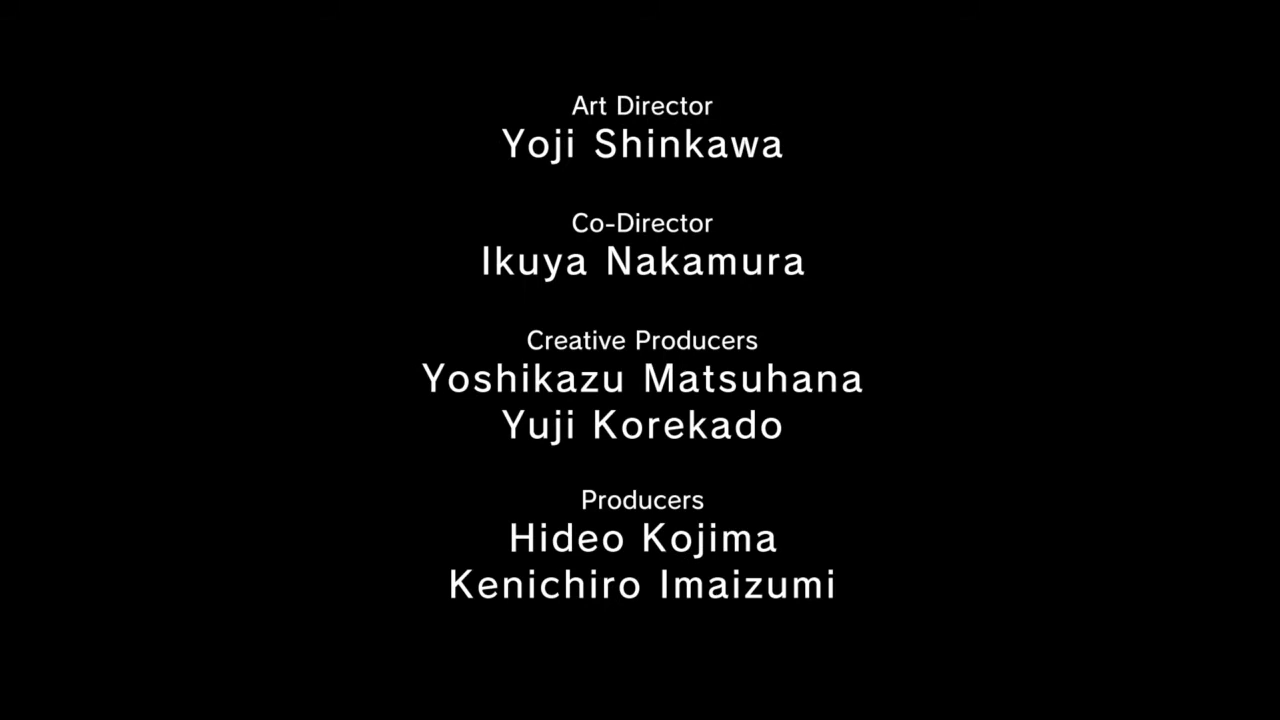 Art Director
Yoji Shinkawa
Co-Director
Ikuya Nakamura
Creative Producers
Yoshikazu Matsuhana
Yuji Korekado
Producers
Hideo Kojima
Kenichiro Imaizumi